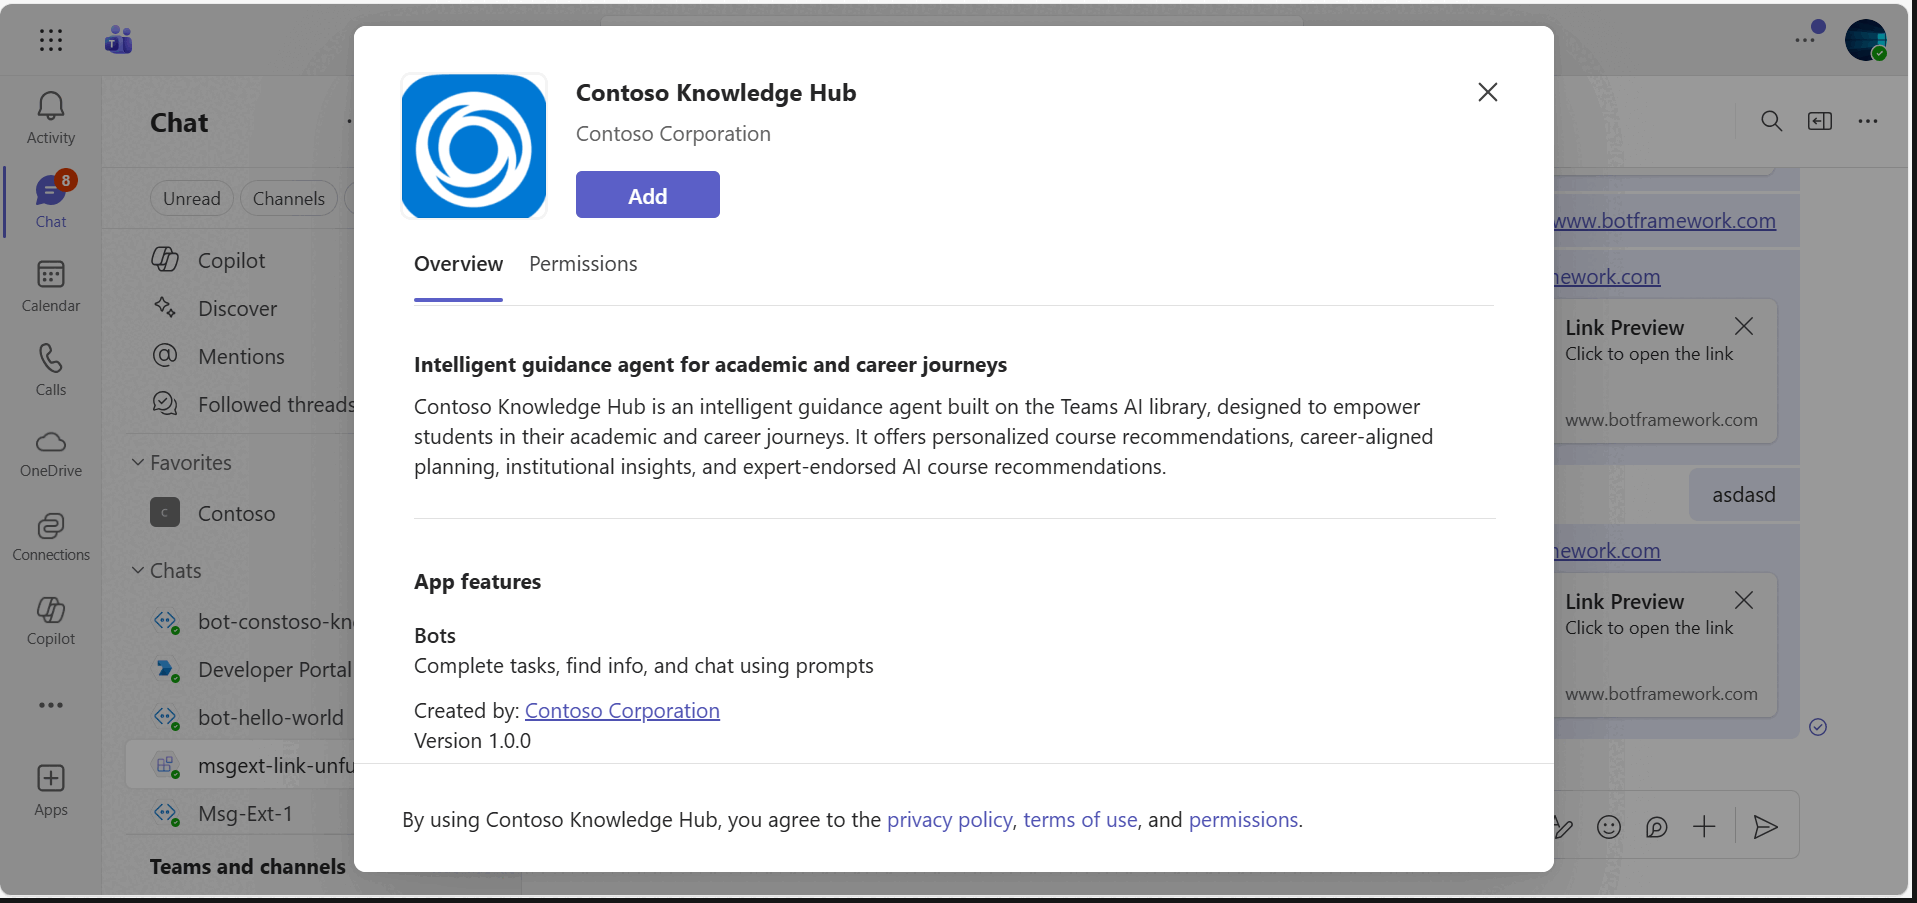 Activity
8
Chat
Calendar
Calls
OneDrive
Connections
Copilot
Apps
Chat
Unread
Channels
Copilot
Discover
Mentions
Followed threads
Favorites
C
Contoso
Chats
bot-constoso-kn
Developer Portal
bot-hello-world
msgext-link-unfu
Msg-Ext-1
Teams and channels
Contoso Knowledge Hub
Contoso Corporation
Add
Overview
Permissions
Intelligent guidance agent for academic and career journeys
Contoso Knowledge Hub is an intelligent guidance agent built on the Teams AI library, designed to empower
students in their academic and career journeys. It offers personalized course recommendations, career-aligned
planning, institutional insights, and expert-endorsed AI course recommendations.
App features
Bots
Complete tasks, find info, and chat using prompts
Created by: Contoso Corporation
Version 1.0.0
By using Contoso Knowledge Hub, you agree to the privacy policy, terms of use, and permissions.
www.botframework.com
nework.com
Link Preview
Click to open the link
www.botframework.com
asdasd
nework.com
Link Preview
Click to open the link
www.botframework.com